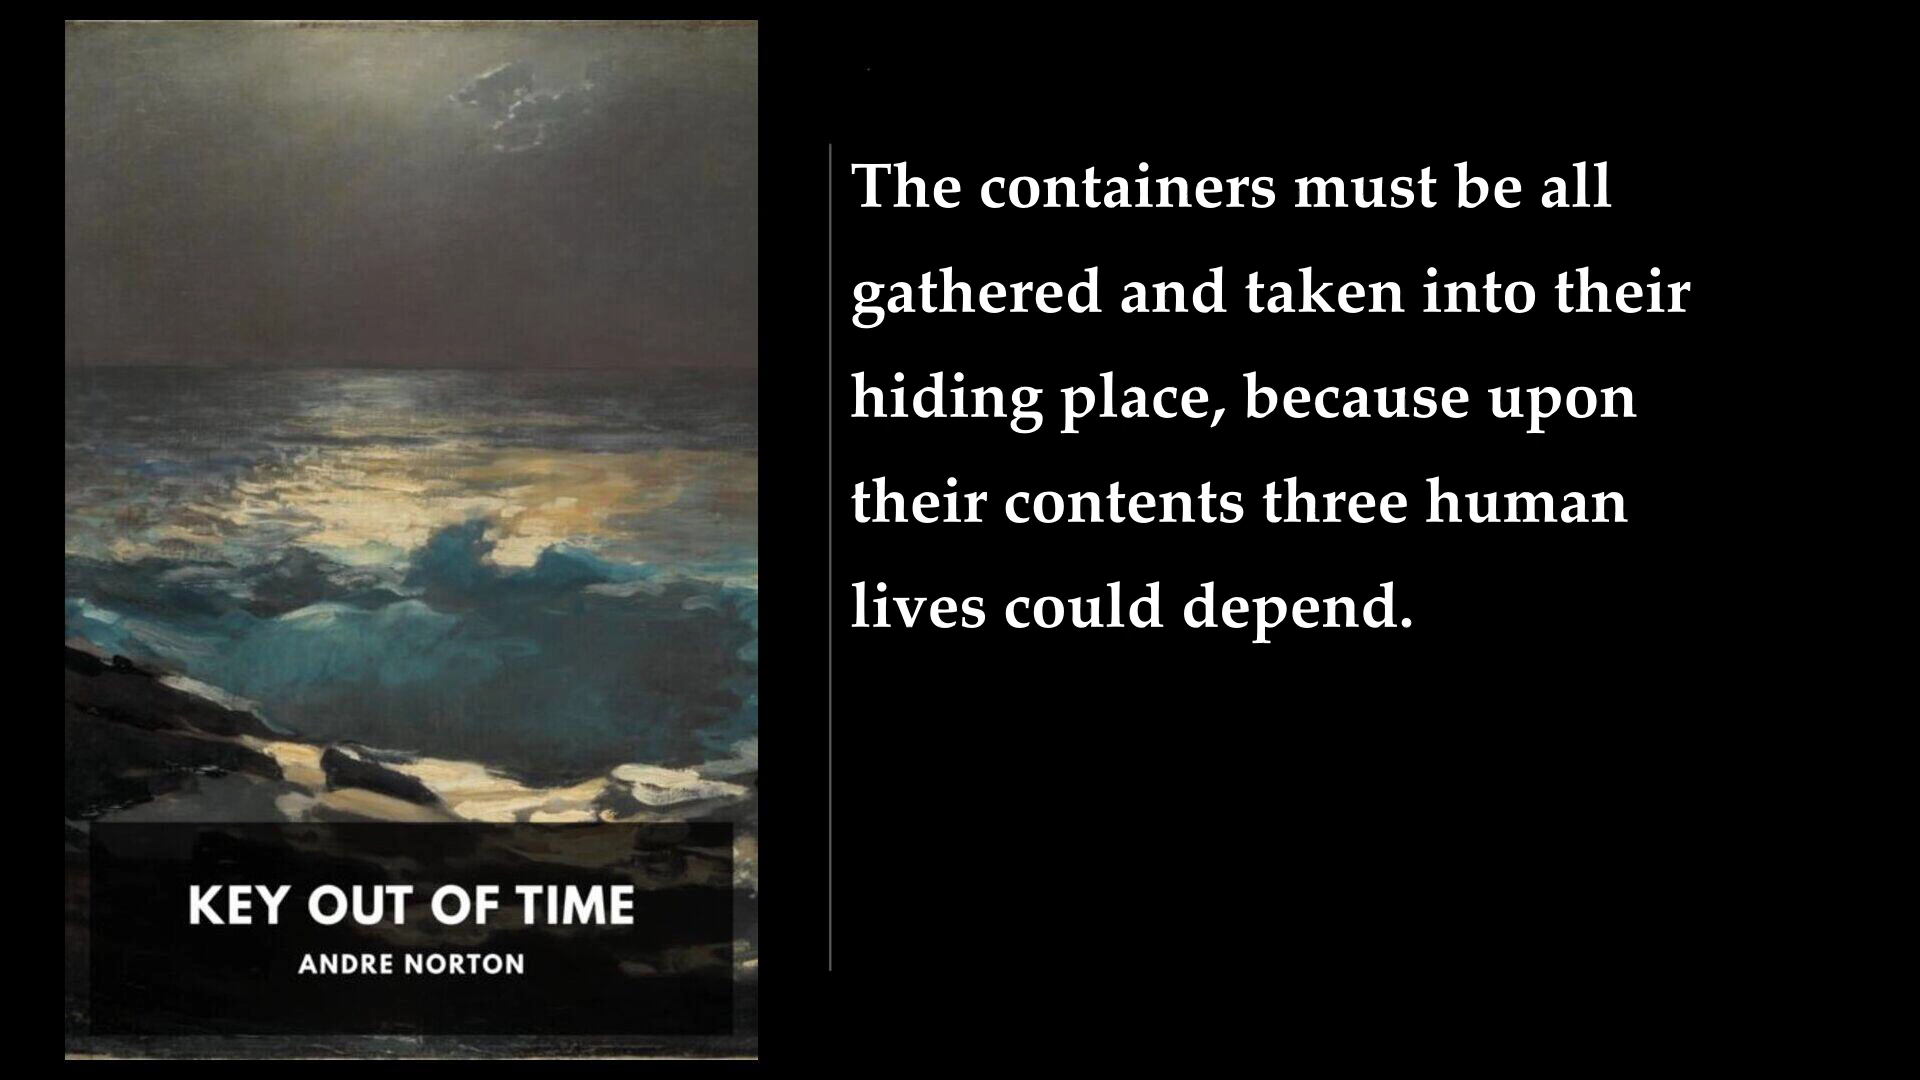 The containers must be all
gathered and taken into their
hiding place, because upon
their contents three human
lives could depend.
KEY OUT OF TIME
ANDRE NORTON